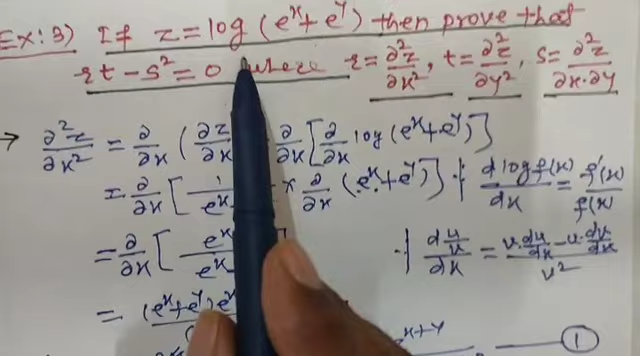 Ex: 3) If z = log (e^x + e^y) then prove that
rt - s² = 0 where r = ∂²z/∂x², t = ∂²z/∂y², s = ∂²z/∂x·∂y
→ ∂²z/∂x² = ∂/∂x (∂z/∂x ∂/∂x [∂/∂x log (e^x + e^y)]
= ∂/∂x [1/e^x × ∂/∂x (e^x + e^y)] ·| d log f(x)/dx = f'(x)/f(x)
= ∂/∂x [e^x/e^x ·| d u/v/dx = v·du/dx - u·dv/dx/v²
= (e^x + e^y) e^x
e^x+y ①